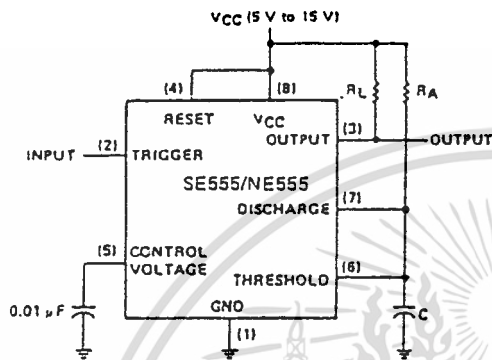 VCC (5 V to 15 V)
(4)
(8)
RL
RA
RESET
VCC
(3)
OUTPUT
OUTPUT
INPUT
(2)
TRIGGER
SE555/NE555
(7)
DISCHARGE
(5)
CONTROL
VOLTAGE
(6)
THRESHOLD
0.01 μF
GND
C
(1)